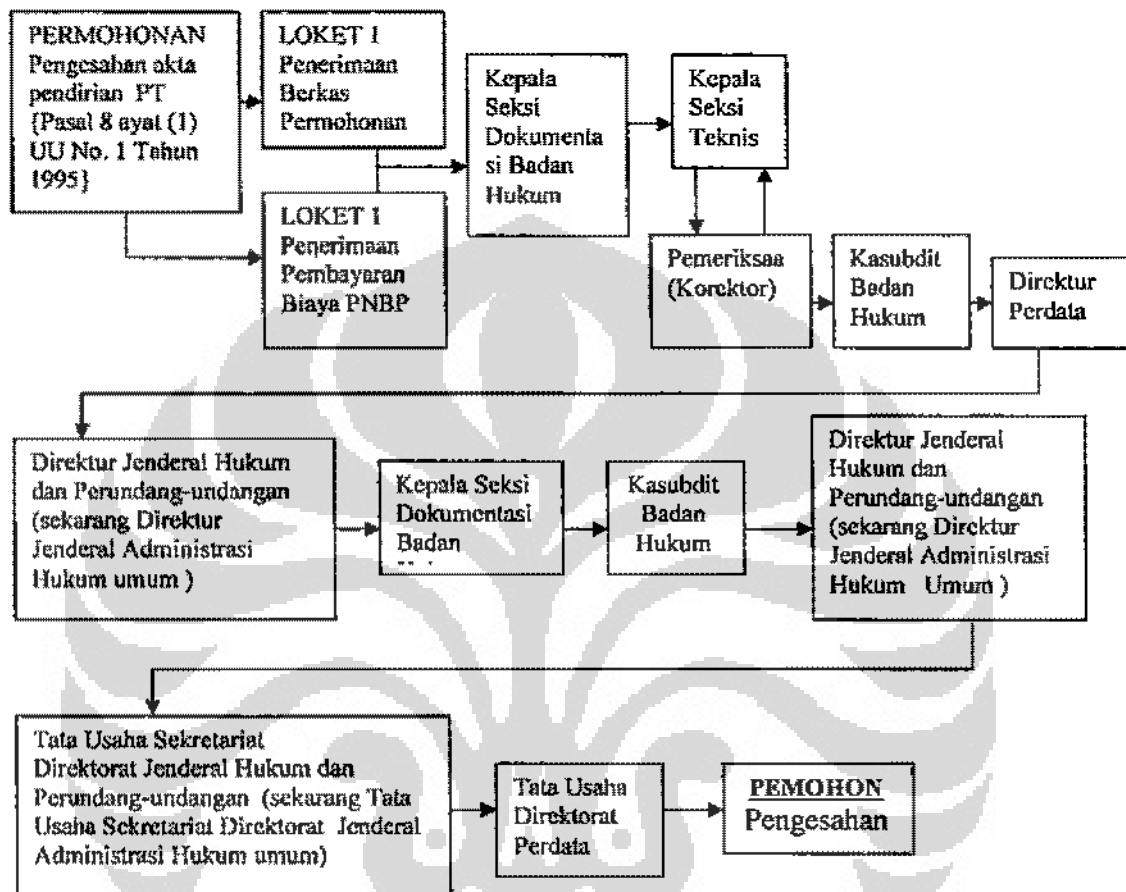 PERMOHONAN
Pengesahan akta
pendirian PT
{Pasal 8 ayat (1)
UU No. 1 Tahun
1995}
LOKET 1
Penerimaan
Berkas
Permohonan
LOKET 1
Penerimaan
Pembayaran
Biaya PNBP
Kepala
Seksi
Dokumenta
si Badan
Hukum
Kepala
Seksi
Teknis
Pemeriksaa
(Korektor)
Kasubdit
Badan
Hukum
Direktur
Perdata
Direktur Jenderal Hukum
dan Perundang-undangan
(sekarang Direktur
Jenderal Administrasi
Hukum umum )
Kepala Seksi
Dokumentasi
Badan
Kasubdit
Badan
Hukum
Direktur Jenderal
Hukum dan
Perundang-undangan
(sekarang Direktur
Jenderal Administrasi
Hukum Umum )
Tata Usaha Sekretariat
Direktorat Jenderal Hukum dan
Perundang-undangan (sekarang Tata
Usaha Sekretariat Direktorat Jenderal
Administrasi Hukum umum)
Tata Usaha
Direktorat
Perdata
PEMOHON
Pengesahan